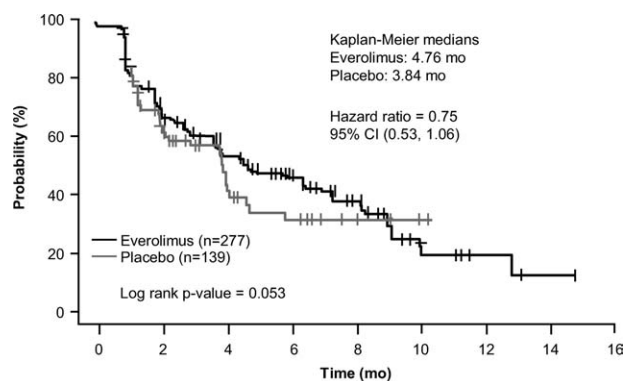 100
80
60
40
20
0
Probability (%)
Kaplan-Meier medians
Everolimus: 4.76 mo
Placebo: 3.84 mo
Hazard ratio = 0.75
95% CI (0.53, 1.06)
Everolimus (n=277)
Placebo (n=139)
Log rank p-value = 0.053
0 2 4 6 8 10 12 14 16
Time (mo)